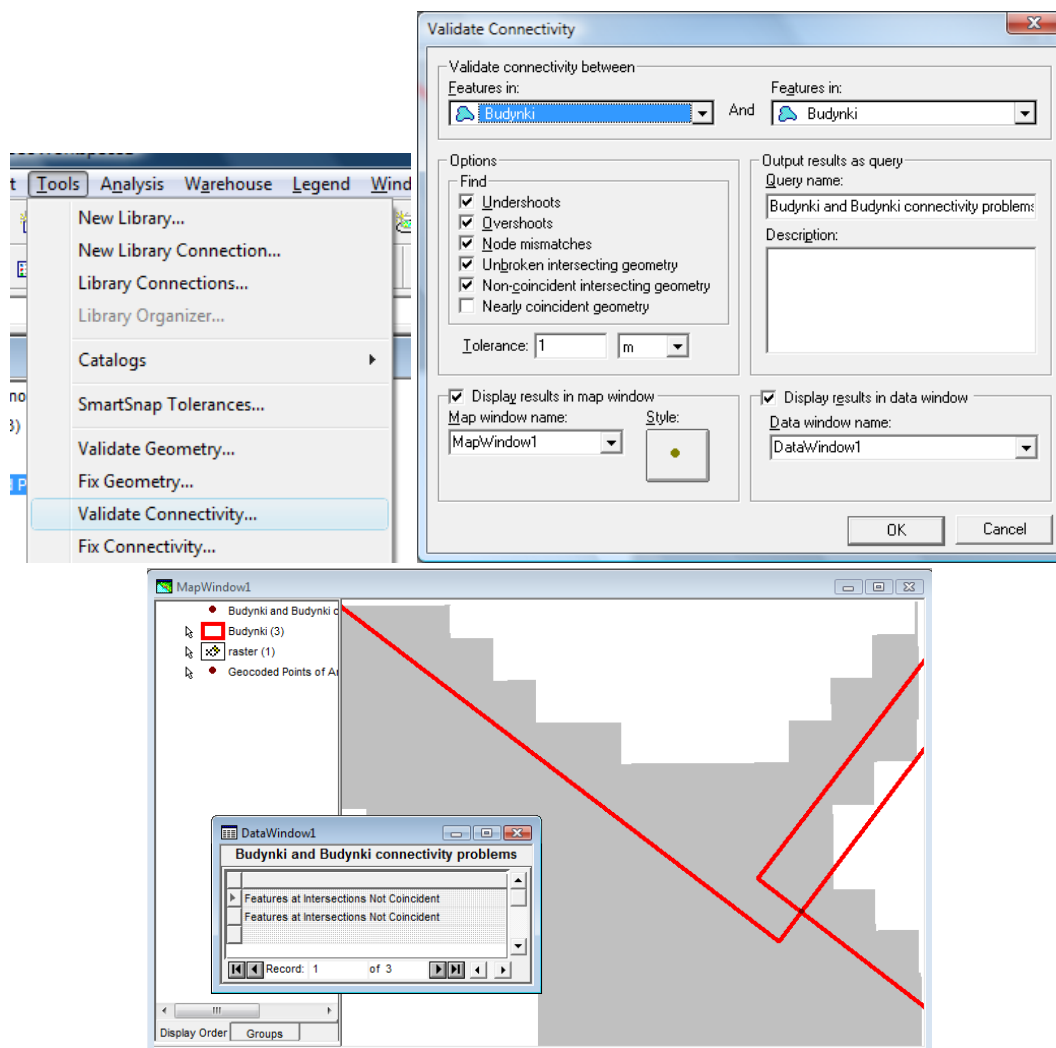 Tools Analysis Warehouse Legend Wind
New Library...
New Library Connection...
Library Connections...
Library Organizer...
Catalogs
SmartSnap Tolerances...
Validate Geometry...
Fix Geometry...
Validate Connectivity...
Fix Connectivity...
Validate Connectivity
Validate connectivity between
Features in:
Budynki
And
Features in:
Budynki
Options
Find
Undershoots
Overshoots
Node mismatches
Unbroken intersecting geometry
Non-coincident intersecting geometry
Nearly coincident geometry
Tolerance: 1 m
Output results as query
Query name:
Budynki and Budynki connectivity problems
Description:
Display results in map window
Map window name:
Style:
MapWindow1
Display results in data window
Data window name:
DataWindow1
OK Cancel
MapWindow1
Budynki and Budynki c
Budynki (3)
raster (1)
Geocoded Points of
DataWindow1
Budynki and Budynki connectivity problems
Features at Intersections Not Coincident
Features at Intersections Not Coincident
Record: 1 of 3
Display Order Groups